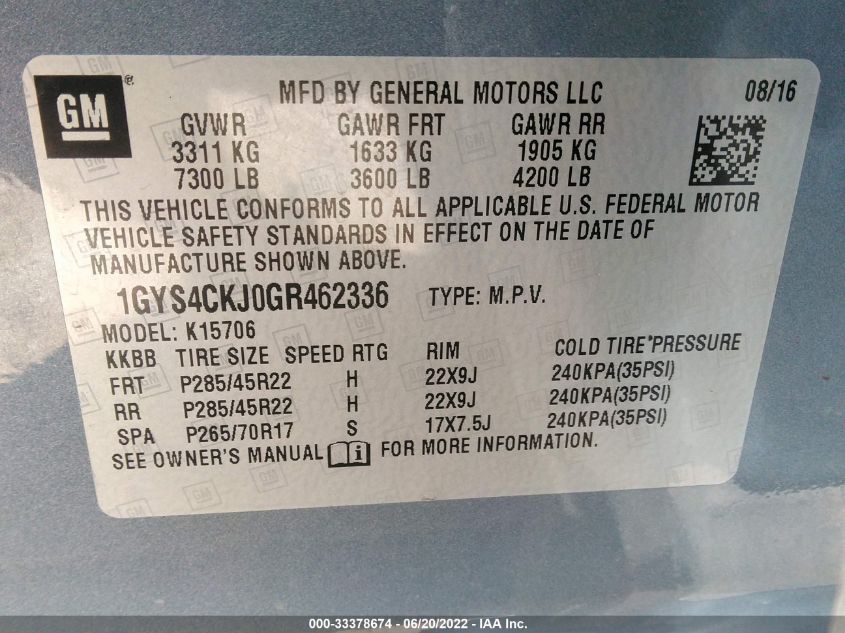 GM
®
MFD BY GENERAL MOTORS LLC 08/16
GVWR GAWR FRT GAWR RR
3311 KG 1633 KG 1905 KG
7300 LB 3600 LB 4200 LB
THIS VEHICLE CONFORMS TO ALL APPLICABLE U.S. FEDERAL MOTOR
VEHICLE SAFETY STANDARDS IN EFFECT ON THE DATE OF
MANUFACTURE SHOWN ABOVE.
1GYS4CKJ0GR462336 TYPE: M.P.V.
MODEL: K15706
KKBB TIRE SIZE SPEED RTG RIM COLD TIRE PRESSURE
FRT P285/45R22 H 22X9J 240KPA(35PSI)
RR P285/45R22 H 22X9J 240KPA(35PSI)
SPA P265/70R17 S 17X7.5J 240KPA(35PSI)
SEE OWNER'S MANUAL i FOR MORE INFORMATION.
000-33378674 - 06/20/2022 - IAA Inc.